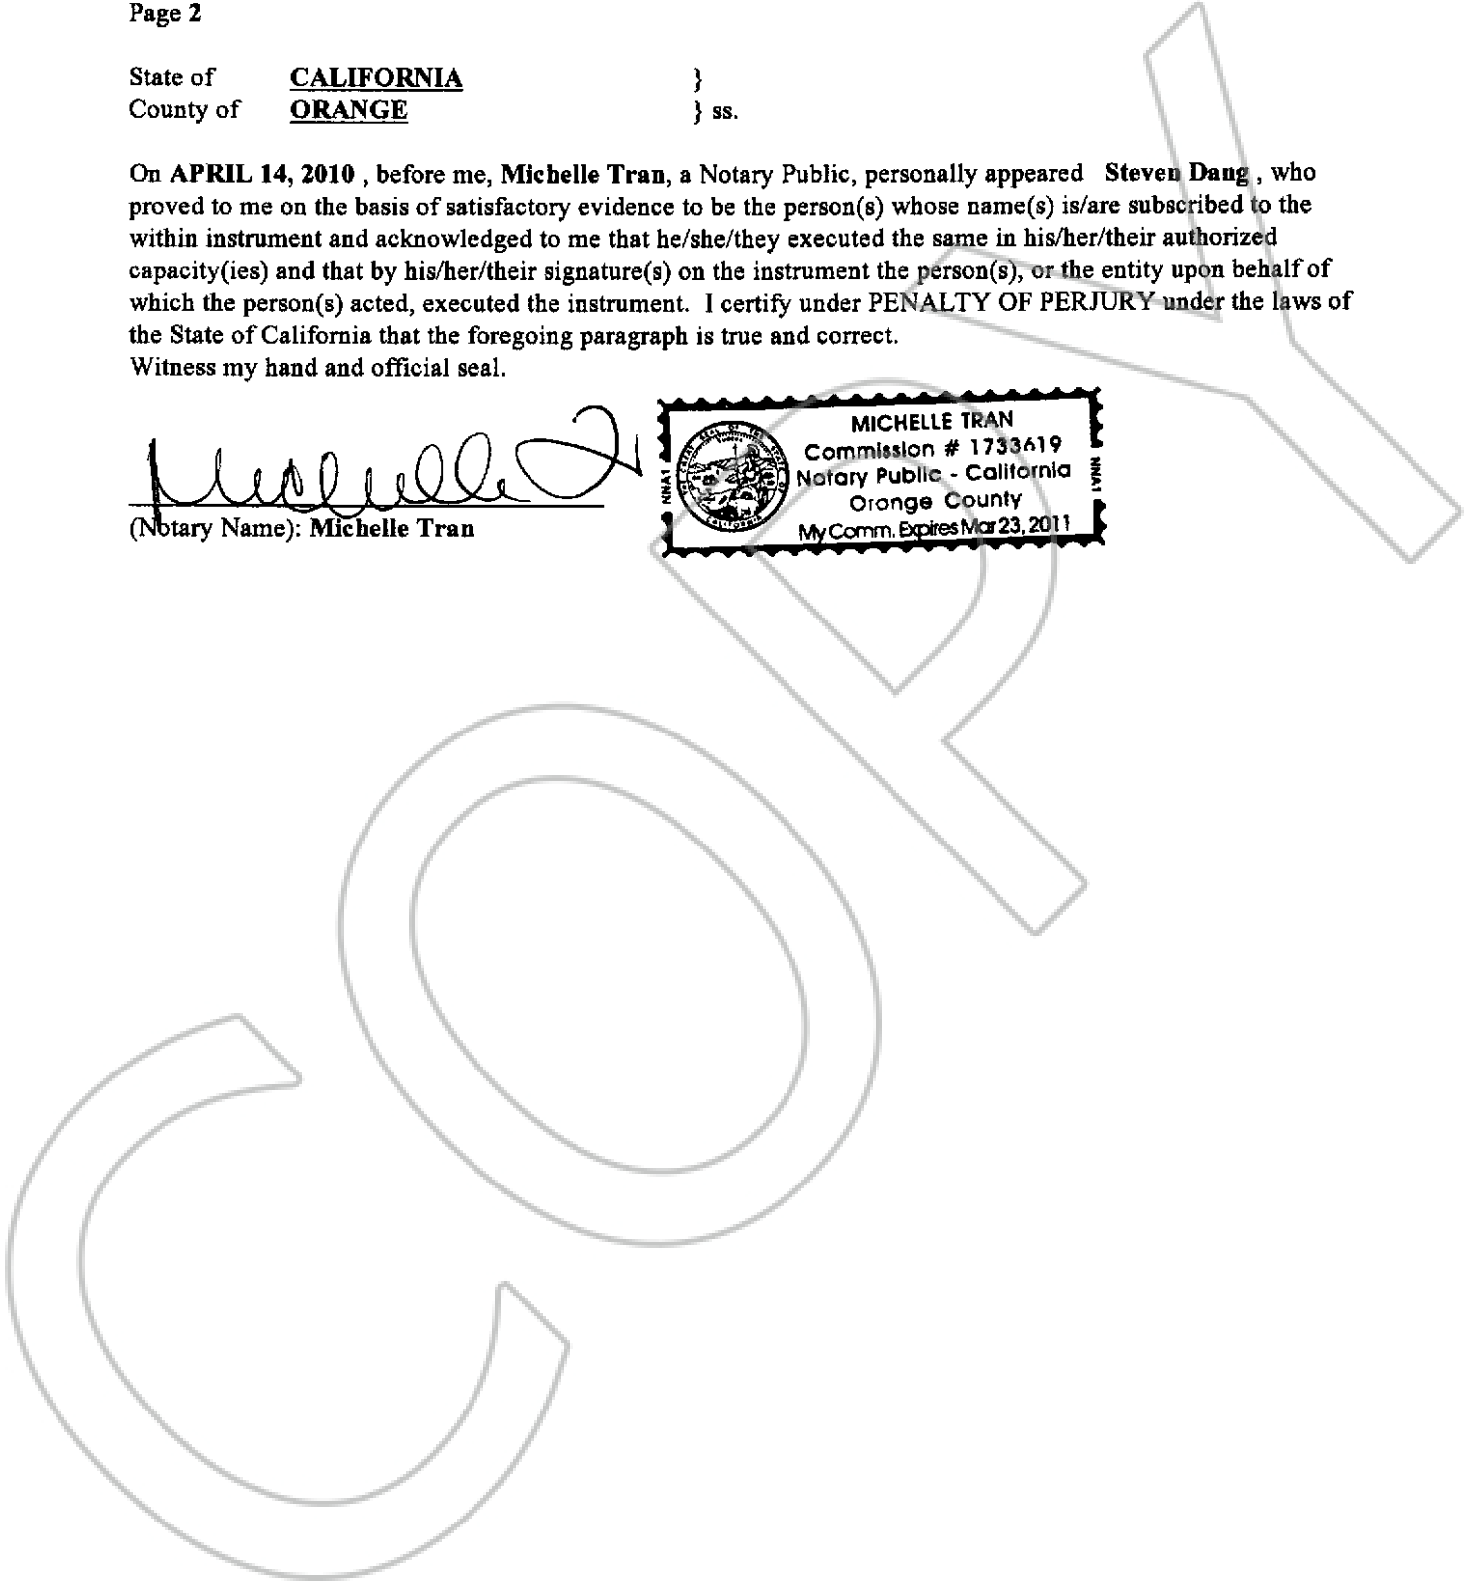 Page 2
State of CALIFORNIA }
County of ORANGE } ss.
On APRIL 14, 2010 , before me, Michelle Tran, a Notary Public, personally appeared Steven Dang , who
proved to me on the basis of satisfactory evidence to be the person(s) whose name(s) is/are subscribed to the
within instrument and acknowledged to me that he/she/they executed the same in his/her/their authorized
capacity(ies) and that by his/her/their signature(s) on the instrument the person(s), or the entity upon behalf of
which the person(s) acted, executed the instrument. I certify under PENALTY OF PERJURY under the laws of
the State of California that the foregoing paragraph is true and correct.
Witness my hand and official seal.
(Notary Name): Michelle Tran
MICHELLE TRAN
Commission # 1733619
Notary Public - California
Orange County
My Comm. Expires Mar 23, 2011
NNA1
NNA1
COPY